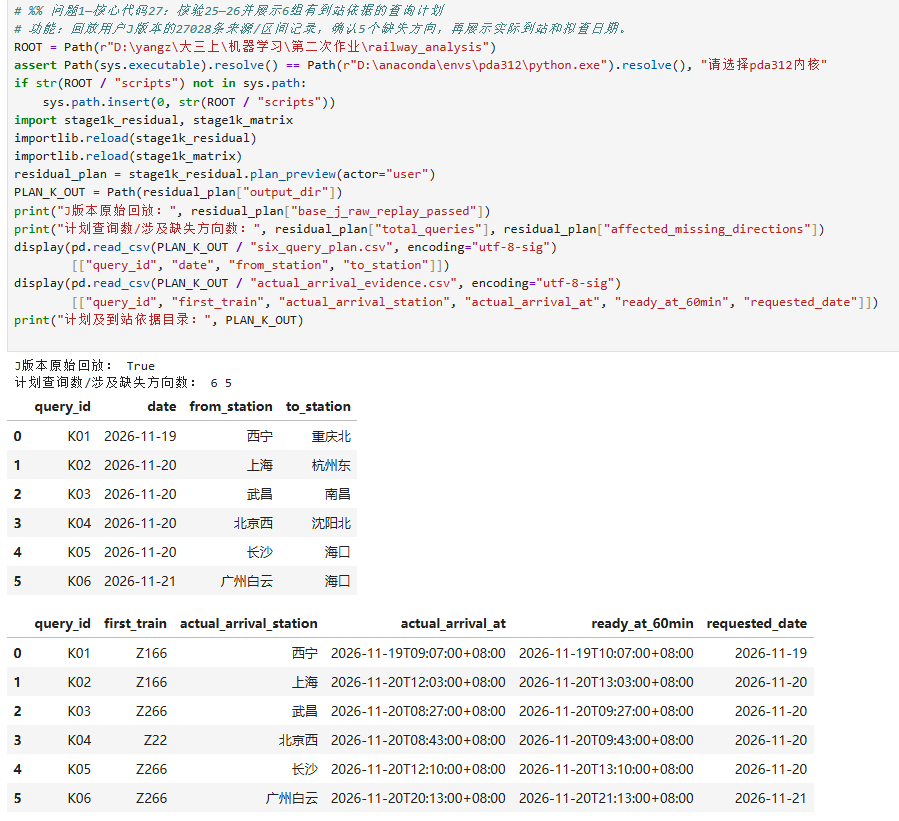 # %% 问题1—核心代码27：核验25—26并展示6组有到站依据的查询计划
# 功能：回放用户J版本的27028条来源/区间记录，确认5个缺失方向，再展示实际到站和拟查日期。
ROOT = Path(r"D:\yangz\大三上\机器学习\第二次作业\railway_analysis")
assert Path(sys.executable).resolve() == Path(r"D:\anaconda\envs\pda312\python.exe").resolve(), "请选择pda312内核"
if str(ROOT / "scripts") not in sys.path:
    sys.path.insert(0, str(ROOT / "scripts"))
import stage1k_residual, stage1k_matrix
importlib.reload(stage1k_residual)
importlib.reload(stage1k_matrix)
residual_plan = stage1k_residual.plan_preview(actor="user")
PLAN_K_OUT = Path(residual_plan["output_dir"])
print("J版本原始回放：", residual_plan["base_j_raw_replay_passed"])
print("计划查询数/涉及缺失方向数：", residual_plan["total_queries"], residual_plan["affected_missing_directions"])
display(pd.read_csv(PLAN_K_OUT / "six_query_plan.csv", encoding="utf-8-sig")
        [["query_id", "date", "from_station", "to_station"]])
display(pd.read_csv(PLAN_K_OUT / "actual_arrival_evidence.csv", encoding="utf-8-sig")
        [["query_id", "first_train", "actual_arrival_station", "actual_arrival_at", "ready_at_60min", "requested_date"]])
print("计划及到站依据目录：", PLAN_K_OUT)
J版本原始回放： True
计划查询数/涉及缺失方向数： 6 5
query_id date from_station to_station
0 K01 2026-11-19 西宁 重庆北
1 K02 2026-11-20 上海 杭州东
2 K03 2026-11-20 武昌 南昌
3 K04 2026-11-20 北京西 沈阳北
4 K05 2026-11-20 长沙 海口
5 K06 2026-11-21 广州白云 海口
query_id first_train actual_arrival_station actual_arrival_at ready_at_60min requested_date
0 K01 Z166 西宁 2026-11-19T09:07:00+08:00 2026-11-19T10:07:00+08:00 2026-11-19
1 K02 Z166 上海 2026-11-20T12:03:00+08:00 2026-11-20T13:03:00+08:00 2026-11-20
2 K03 Z266 武昌 2026-11-20T08:27:00+08:00 2026-11-20T09:27:00+08:00 2026-11-20
3 K04 Z22 北京西 2026-11-20T08:43:00+08:00 2026-11-20T09:43:00+08:00 2026-11-20
4 K05 Z266 长沙 2026-11-20T12:10:00+08:00 2026-11-20T13:10:00+08:00 2026-11-20
5 K06 Z266 广州白云 2026-11-20T20:13:00+08:00 2026-11-20T21:13:00+08:00 2026-11-21